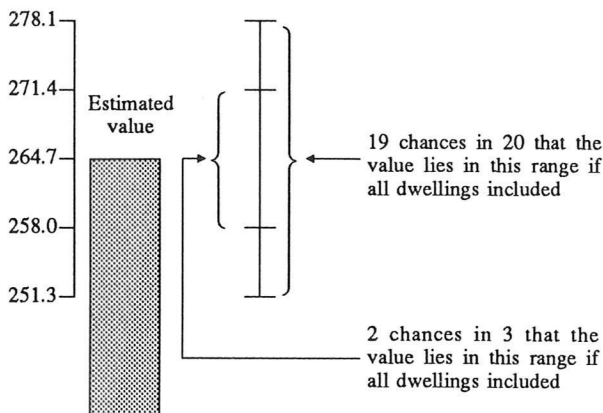 278.1
271.4
Estimated
value
264.7
258.0
251.3
19 chances in 20 that the
value lies in this range if
all dwellings included
2 chances in 3 that the
value lies in this range if
all dwellings included